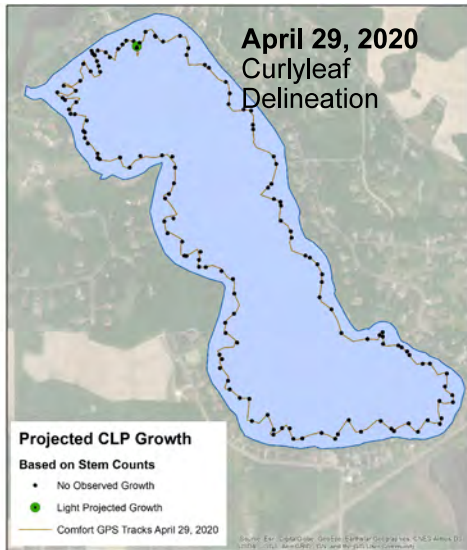 April 29, 2020
Curlyleaf
Delineation
Projected CLP Growth
Based on Stem Counts
No Observed Growth
Light Projected Growth
Comfort GPS Tracks April 29, 2020